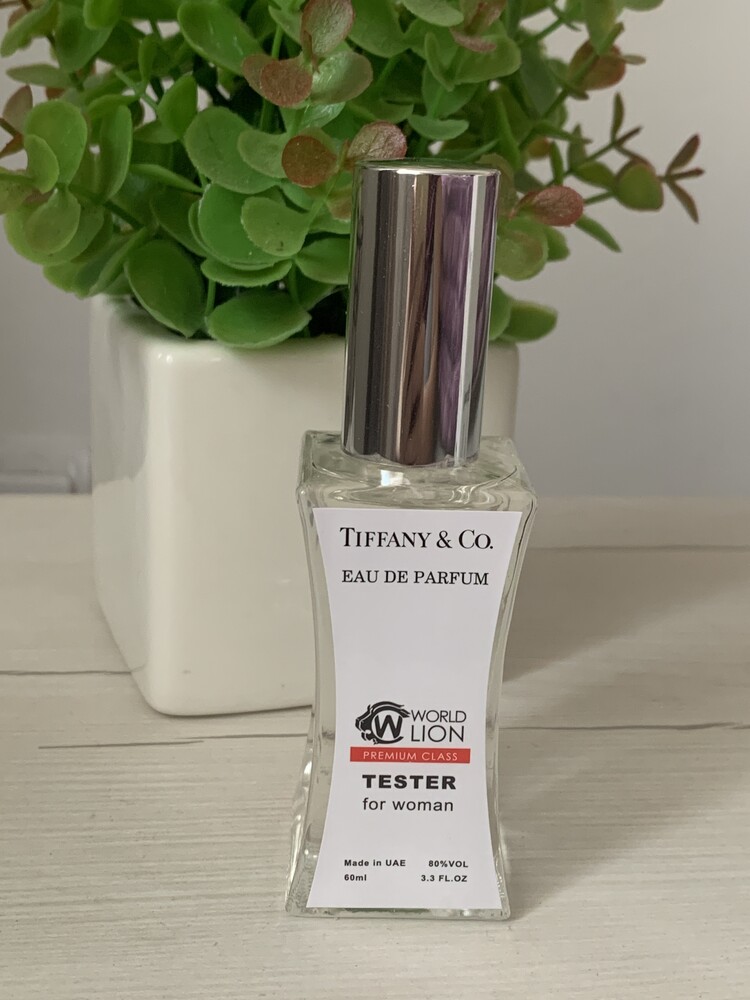 TIFFANY & CO.
EAU DE PARFUM
W WORLD
LION
PREMIUM CLASS
TESTER
for woman
Made in UAE 80%VOL
60ml 3.3 FL.OZ